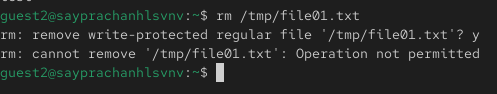 guest2@sayprachanhlsvnv:~$ rm /tmp/file01.txt
rm: remove write-protected regular file '/tmp/file01.txt'? y
rm: cannot remove '/tmp/file01.txt': Operation not permitted
guest2@sayprachanhlsvnv:~$